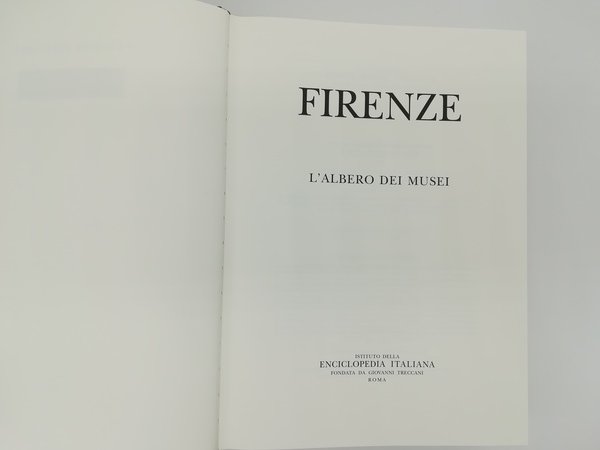 FIRENZE
L'ALBERO DEI MUSEI
ISTITUTO DELLA
ENCICLOPEDIA ITALIANA
FONDATA DA GIOVANNI TRECCANI
ROMA